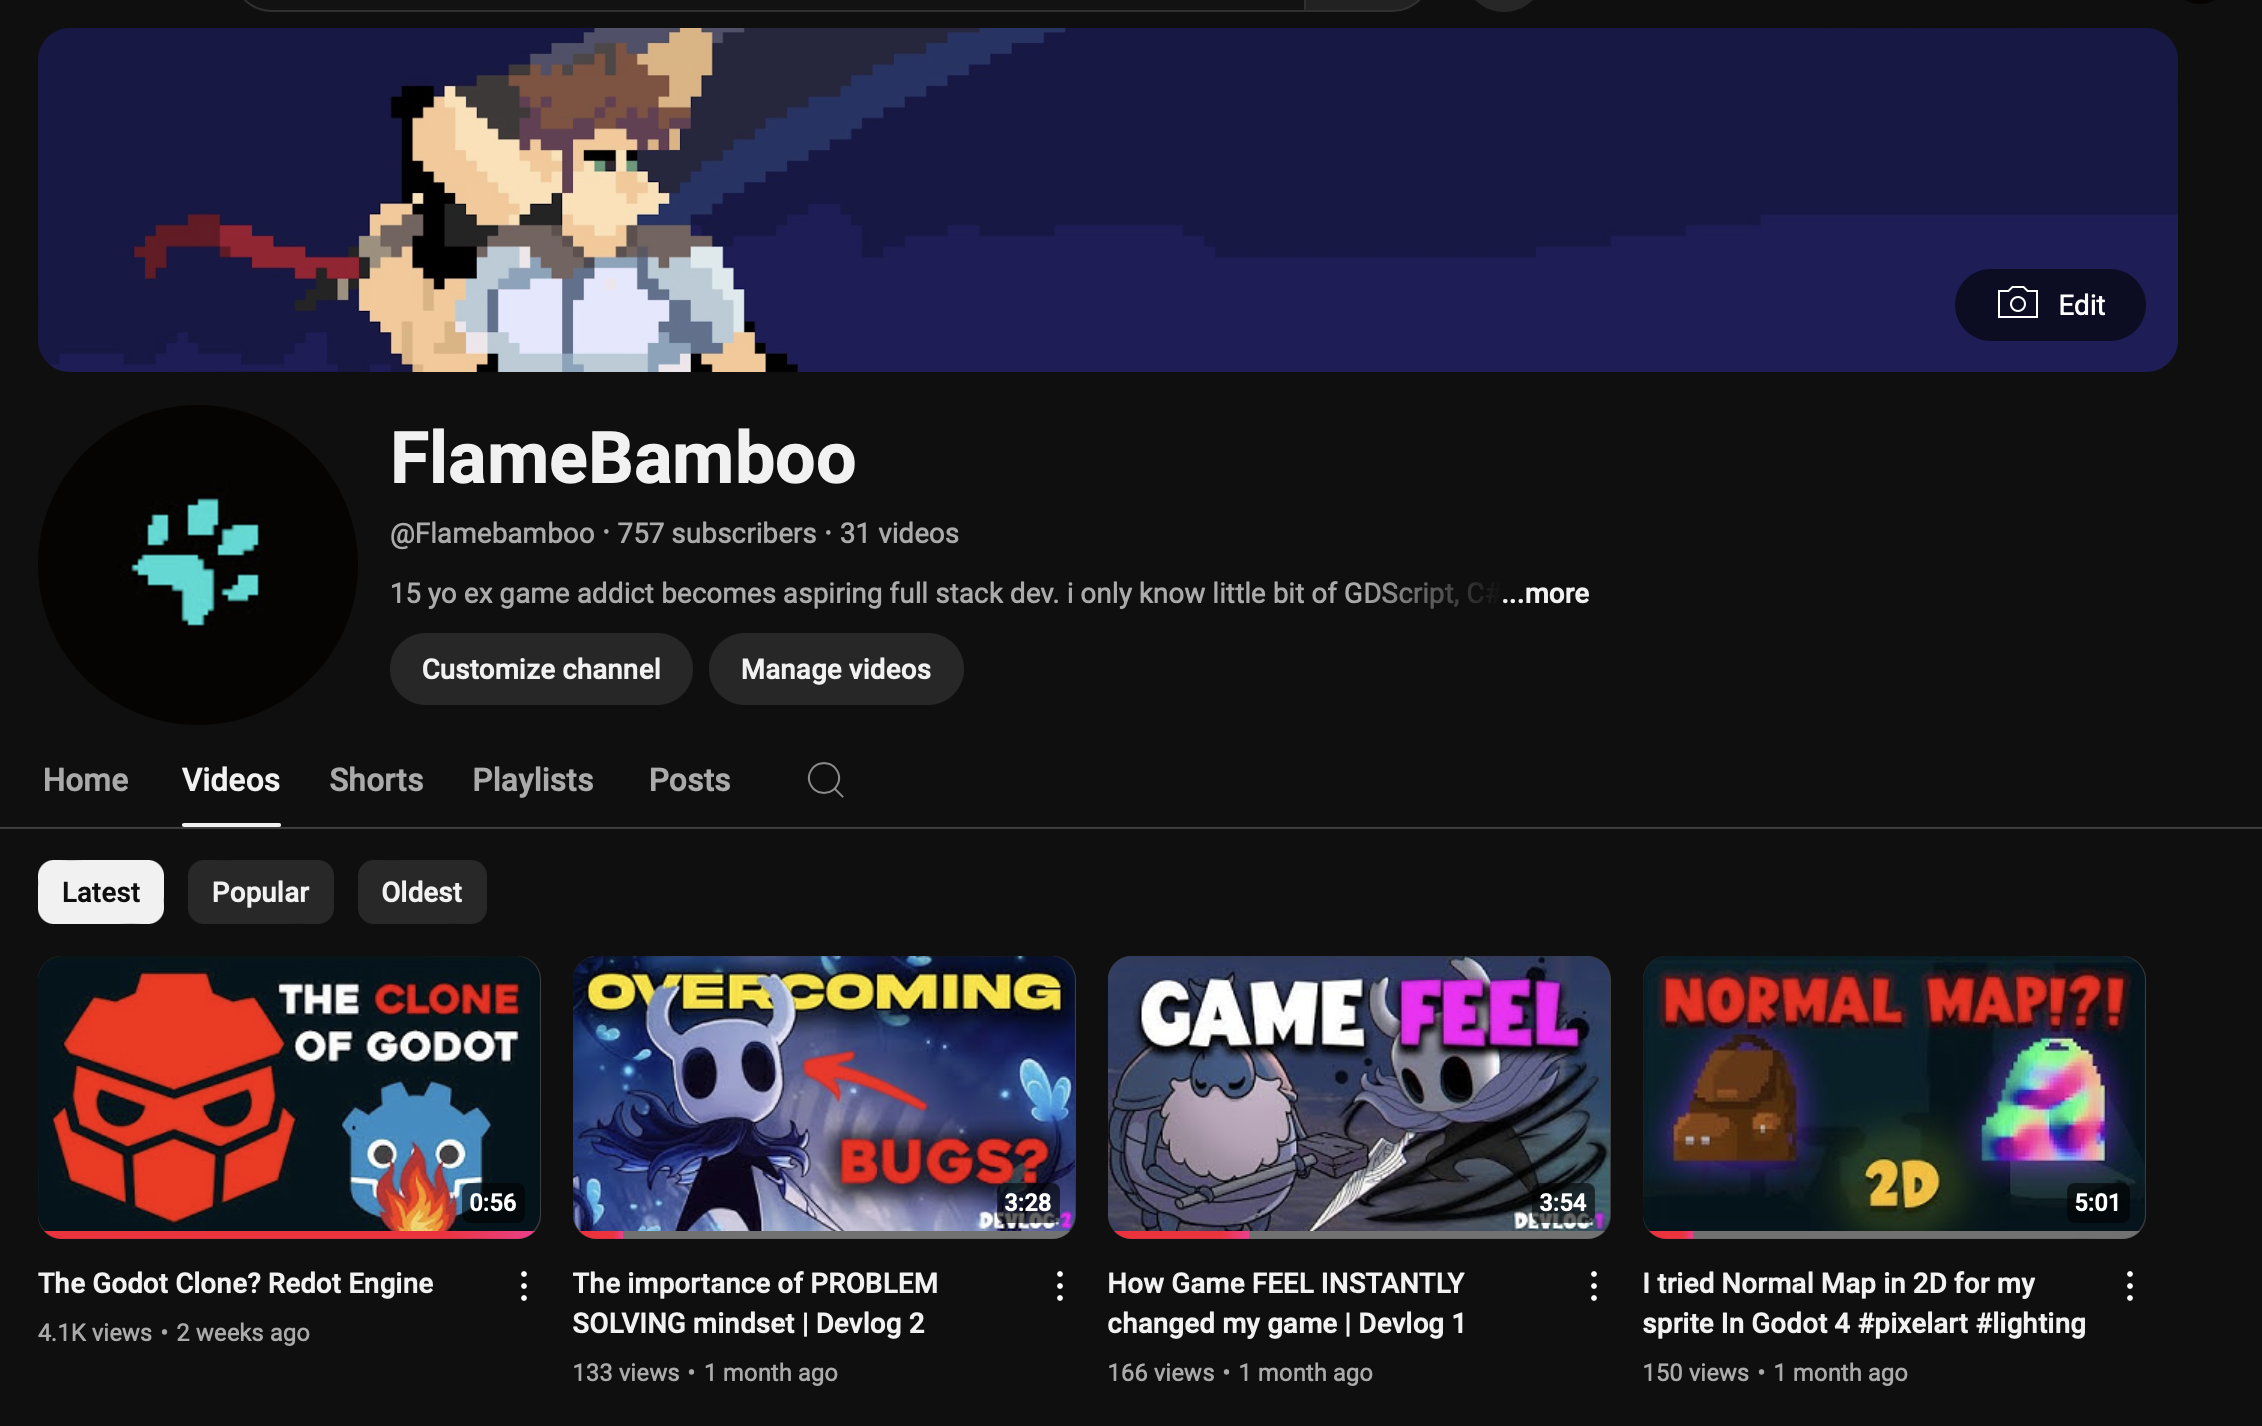 Edit
FlameBamboo
@Flamebamboo · 757 subscribers · 31 videos
15 yo ex game addict becomes aspiring full stack dev. i only know little bit of GDScript, C# ...more
Customize channel
Manage videos
Home
Videos
Shorts
Playlists
Posts
Latest
Popular
Oldest
THE CLONE
OF GODOT
0:56
OVERCOMING
BUGS?
3:28
DEVLOG-2
GAME FEEL
3:54
DEVLOG-1
NORMAL MAP!?!
2D
5:01
The Godot Clone? Redot Engine
4.1K views • 2 weeks ago
The importance of PROBLEM
SOLVING mindset | Devlog 2
133 views • 1 month ago
How Game FEEL INSTANTLY
changed my game | Devlog 1
166 views • 1 month ago
I tried Normal Map in 2D for my
sprite In Godot 4 #pixelart #lighting
150 views • 1 month ago